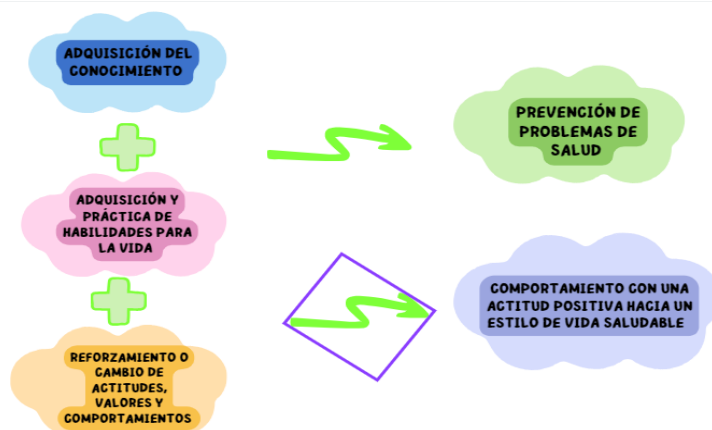 ADQUISICIÓN DEL
CONOCIMIENTO
ADQUISICIÓN Y
PRÁCTICA DE
HABILIDADES PARA
LA VIDA
REFORZAMIENTO O
CAMBIO DE
ACTITUDES,
VALORES Y
COMPORTAMIENTOS
PREVENCIÓN DE
PROBLEMAS DE
SALUD
COMPORTAMIENTO CON UNA
ACTITUD POSITIVA HACIA UN
ESTILO DE VIDA SALUDABLE